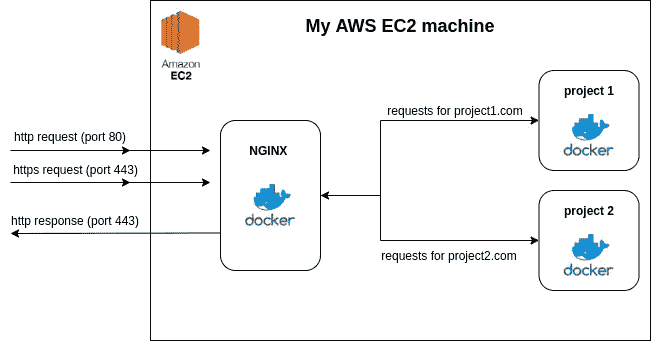 My AWS EC2 machine
Amazon
EC2
project 1
docker
requests for project1.com
http request (port 80)
https request (port 443)
http response (port 443)
NGINX
docker
project 2
docker
requests for project2.com